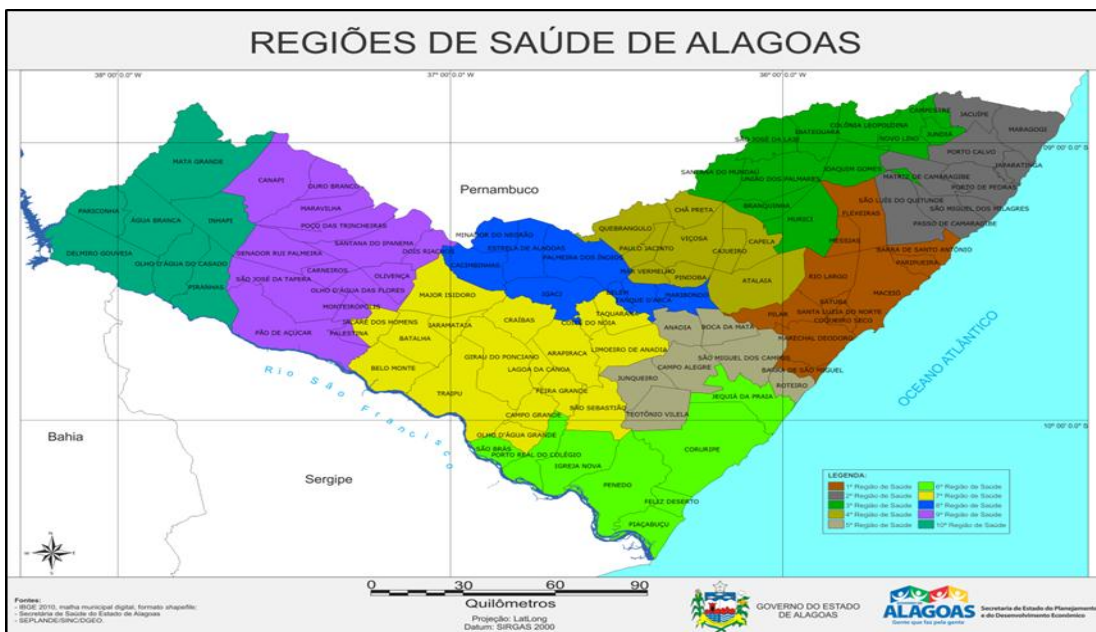 REGIÕES DE SAÚDE DE ALAGOAS
38° 00' 0.0" W
37° 00' 0.0" W
36° 00' 0.0" W
09° 00' 0.0" S
10° 00' 0.0" S
Pernambuco
Bahia
Sergipe
Rio São Francisco
OCEANO ATLÂNTICO
MATA GRANDE
CANAPI
OURO BRANCO
PARICONHA
ÁGUA BRANCA
INHAPI
MARAVILHA
POÇO DAS TRINCHEIRAS
DELMIRO GOUVEIA
OLHO D'ÁGUA DO CASADO
PIRANHAS
SENADOR RUI PALMEIRA
SANTANA DO IPANEMA
DOIS RIACHOS
SÃO JOSÉ DA TAPERA
CARNEIROS
OLIVENÇA
OLHO D'ÁGUA DAS FLORES
MONTEIRÓPOLIS
PÃO DE AÇÚCAR
PALESTINA
JACARÉ DOS HOMENS
MINADOR DO NEGRÃO
ESTRELA DE ALAGOAS
CACIMBINHAS
PALMEIRA DOS ÍNDIOS
IGACI
BELÉM
TANQUE D'ARCA
MARIBONDO
MAJOR ISIDORO
CRAÍBAS
JARAMATAIA
BATALHA
BELO MONTE
COITÉ DO NÓIA
TAQUARANA
GIRAU DO PONCIANO
ARAPIRACA
LIMOEIRO DE ANADIA
LAGOA DA CANOA
FEIRA GRANDE
TRAIPU
CAMPO GRANDE
SÃO SEBASTIÃO
OLHO D'ÁGUA GRANDE
SÃO BRÁS
PORTO REAL DO COLÉGIO
IGREJA NOVA
PENEDO
FELIZ DESERTO
PIAÇABUÇU
CORURIPE
JEQUIÁ DA PRAIA
QUEBRANGULO
CHÃ PRETA
PAULO JACINTO
VIÇOSA
CAJUEIRO
CAPELA
MAR VERMELHO
PINDOBA
ATALAIA
ANADIA
BOCA DA MATA
SÃO MIGUEL DOS CAMPOS
CAMPO ALEGRE
JUNQUEIRO
TEOTÔNIO VILELA
ROTEIRO
CAMPESTRE
COLÔNIA LEOPOLDINA
IBATEGUARA
SÃO JOSÉ DA LAJE
NOVO LINO
JUNDIÁ
SANTANA DO MUNDAÚ
UNIÃO DOS PALMARES
JOAQUIM GOMES
BRANQUINHA
MURICI
JACUÍPE
MARAGOGI
PORTO CALVO
JAPARATINGA
MATRIZ DE CAMARAGIBE
PORTO DE PEDRAS
SÃO LUÍS DO QUITUNDE
SÃO MIGUEL DOS MILAGRES
PASSO DE CAMARAGIBE
FLEXEIRAS
MESSIAS
BARRA DE SANTO ANTÔNIO
PARIPUEIRA
RIO LARGO
MACEIÓ
SATUBA
SANTA LUZIA DO NORTE
COQUEIRO SECO
PILAR
MARECHAL DEODORO
BARRA DE SÃO MIGUEL
LEGENDA:
1ª Região de Saúde
2ª Região de Saúde
3ª Região de Saúde
4ª Região de Saúde
5ª Região de Saúde
6ª Região de Saúde
7ª Região de Saúde
8ª Região de Saúde
9ª Região de Saúde
10ª Região de Saúde
Fontes:
- IBGE 2010, malha municipal digital, formato shapefile;
- Secretaria de Saúde do Estado de Alagoas
- SEPLANDE/SINC/DGEO.
0 30 60 90
Quilômetros
Projeção: LatLong
Datum: SIRGAS 2000
GOVERNO DO ESTADO
DE ALAGOAS
ALAGOAS
Gente que faz pela gente
Secretaria de Estado do Planejamento
e do Desenvolvimento Econômico